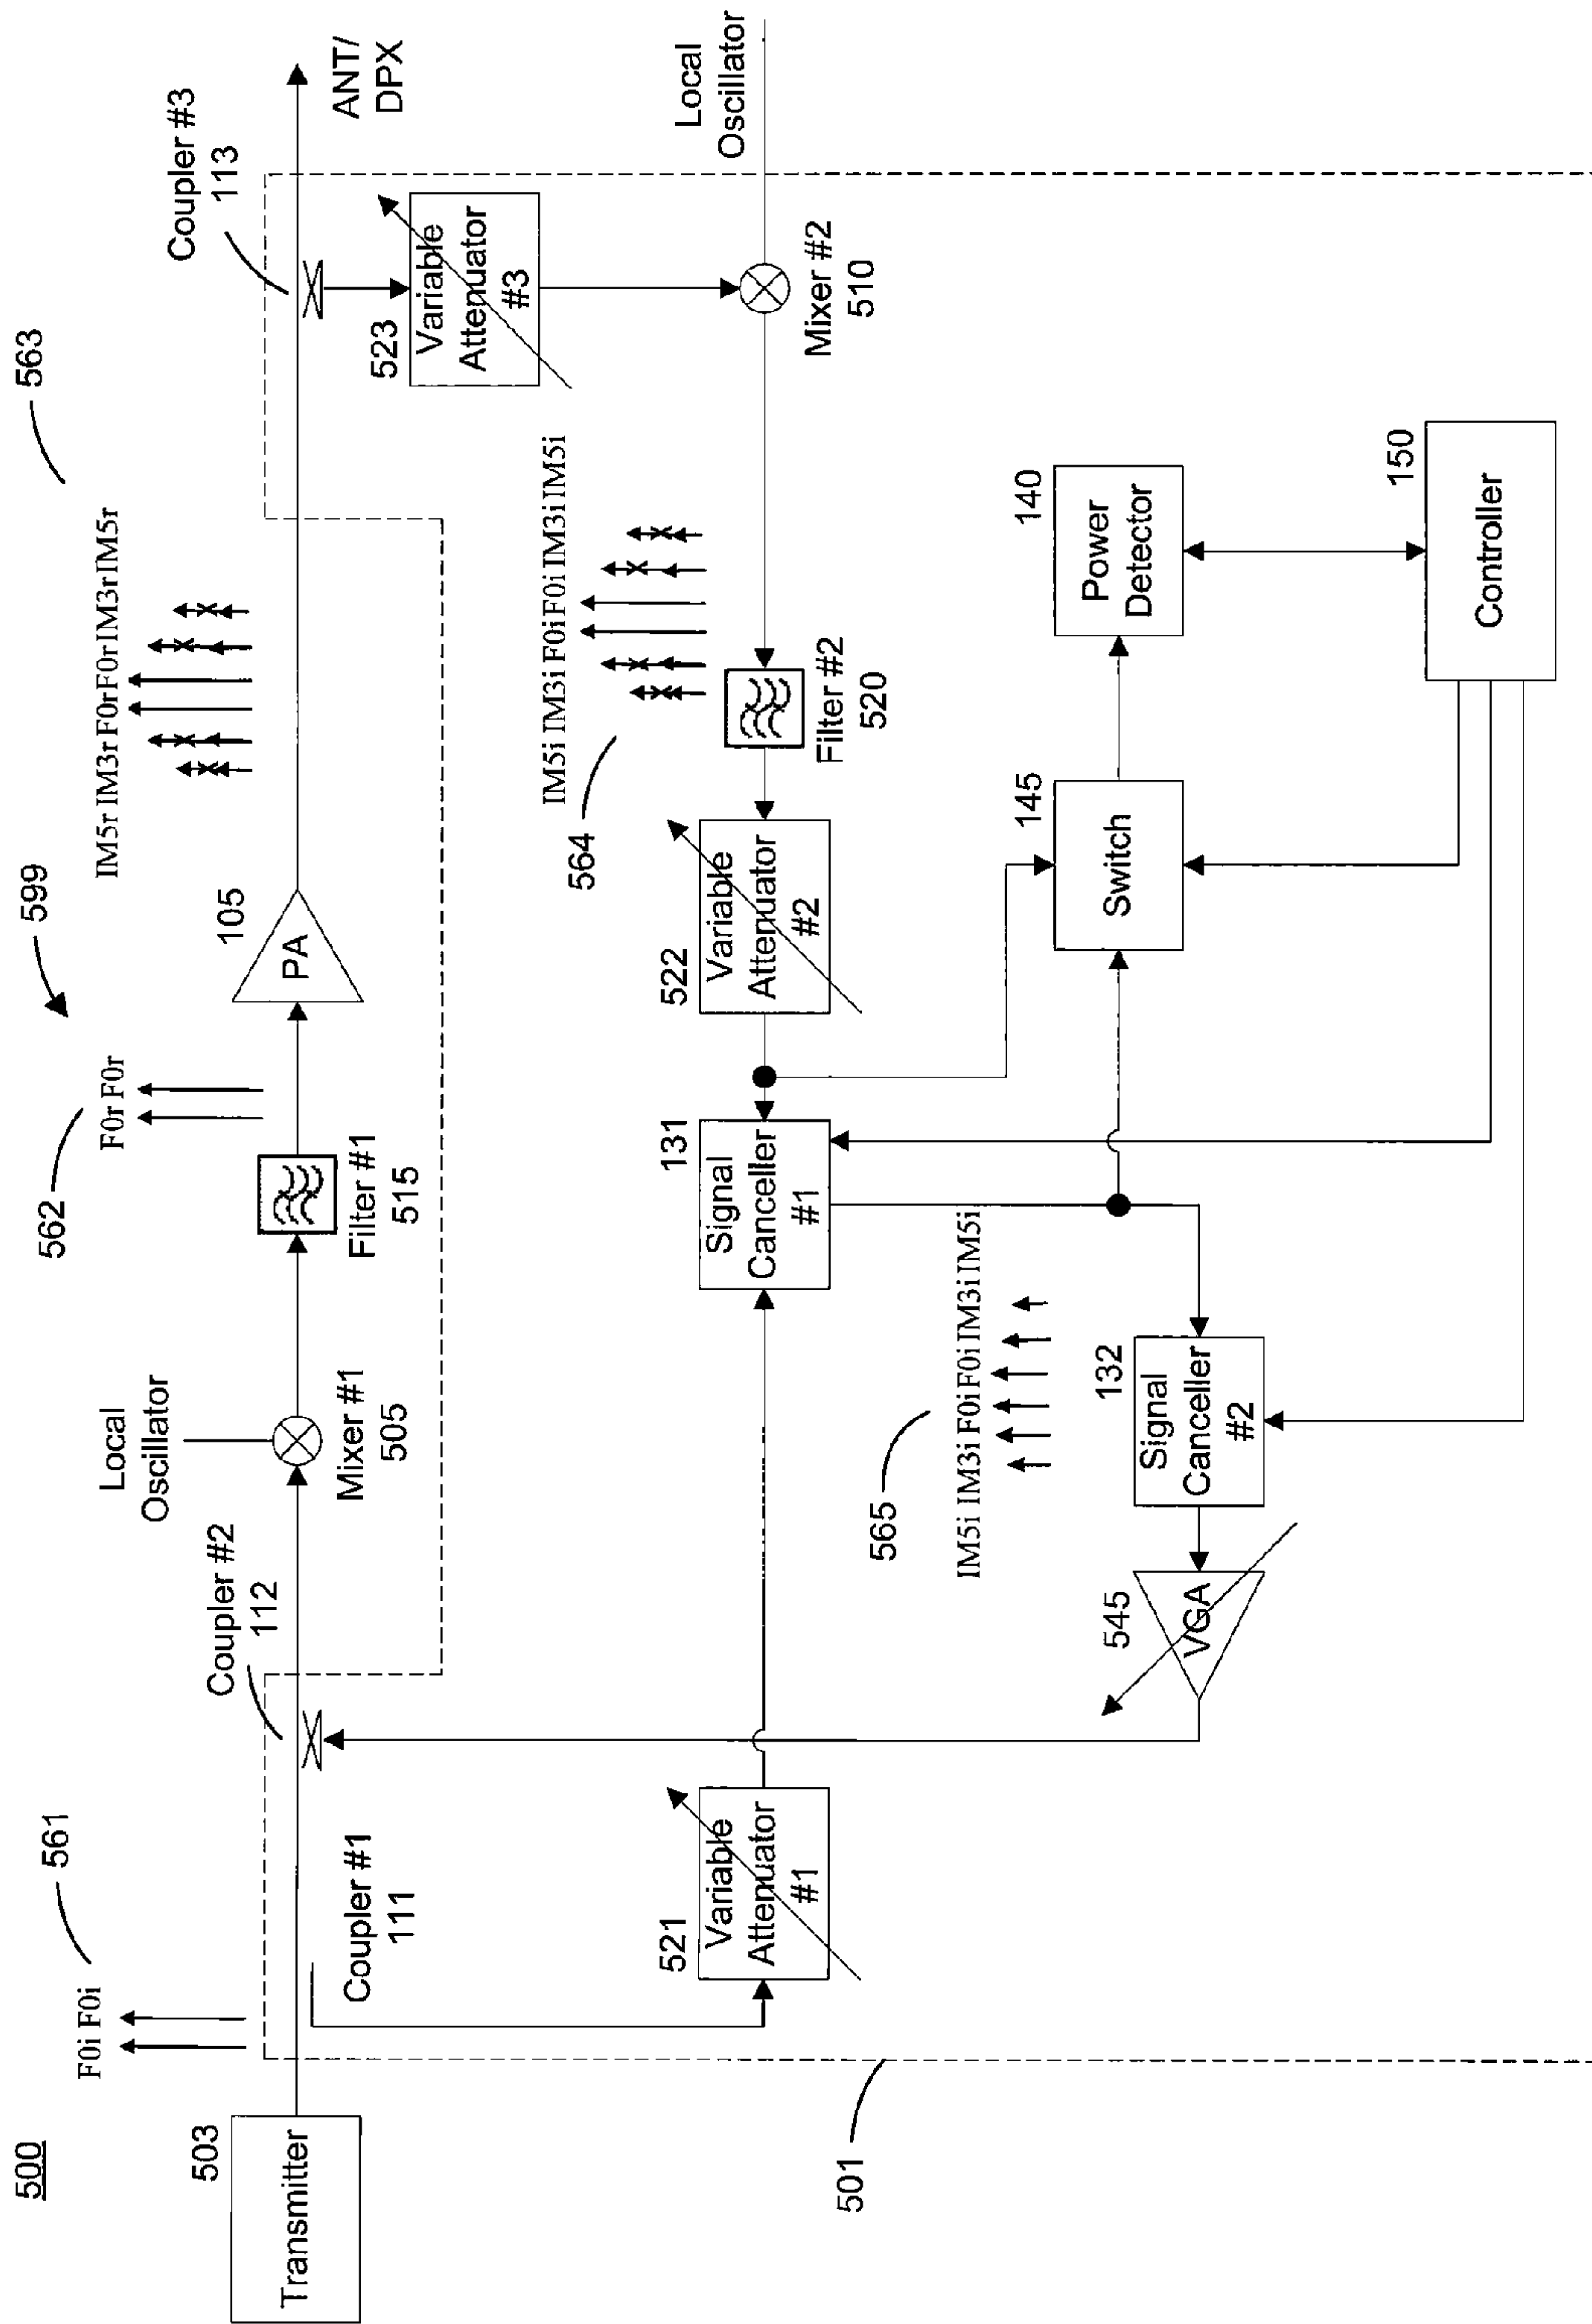 500
Transmitter
503
F0i F0i
561
Coupler #1
111
Coupler #2
112
Local
Oscillator
Mixer #1
505
Filter #1
515
562
F0r F0r
599
PA
105
IM5r IM3r F0r F0r IM3r IM5r
563
Coupler #3
113
ANT/
DPX
523
Variable
Attenuator
#3
Local
Oscillator
Mixer #2
510
IM5i IM3i F0i F0i IM3i IM5i
564
Filter #2
520
522
Variable
Attenuator
#2
131
Signal
Canceller
#1
521
Variable
Attenuator
#1
501
565
IM5i IM3i F0i F0i IM3i IM5i
132
Signal
Canceller
#2
545
VGA
145
Switch
140
Power
Detector
150
Controller